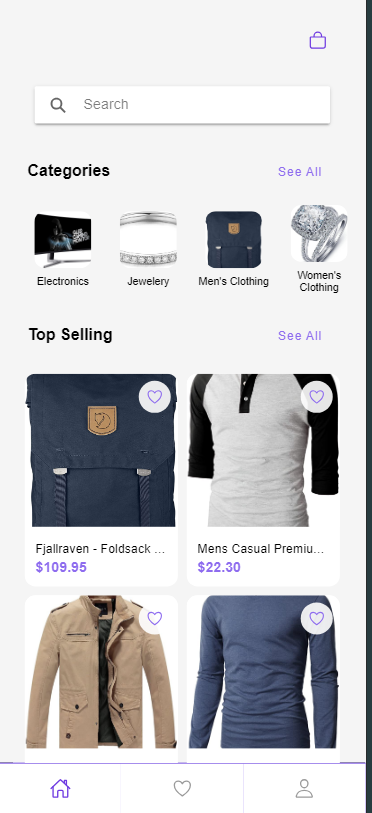 Search
Categories
See All
Electronics
Jewelery
Men's Clothing
Women's
Clothing
Top Selling
See All
Fjallraven - Foldsack ...
Mens Casual Premiu...
$109.95
$22.30